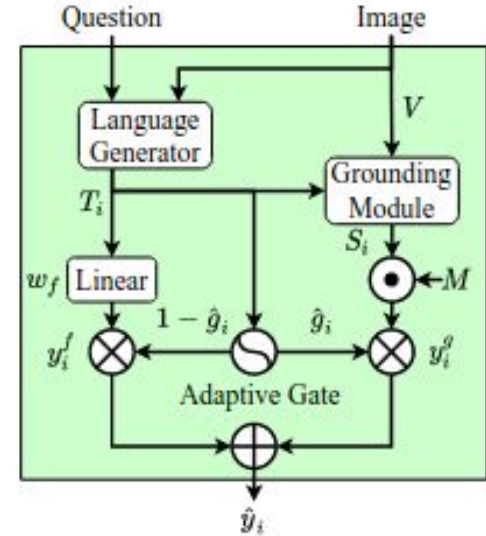 Question
Image
V
Language
Generator
Grounding
Module
T_i
S_i
w_f
Linear
M
1 − ĝ_i
ĝ_i
y_i^f
y_i^g
Adaptive Gate
ŷ_i